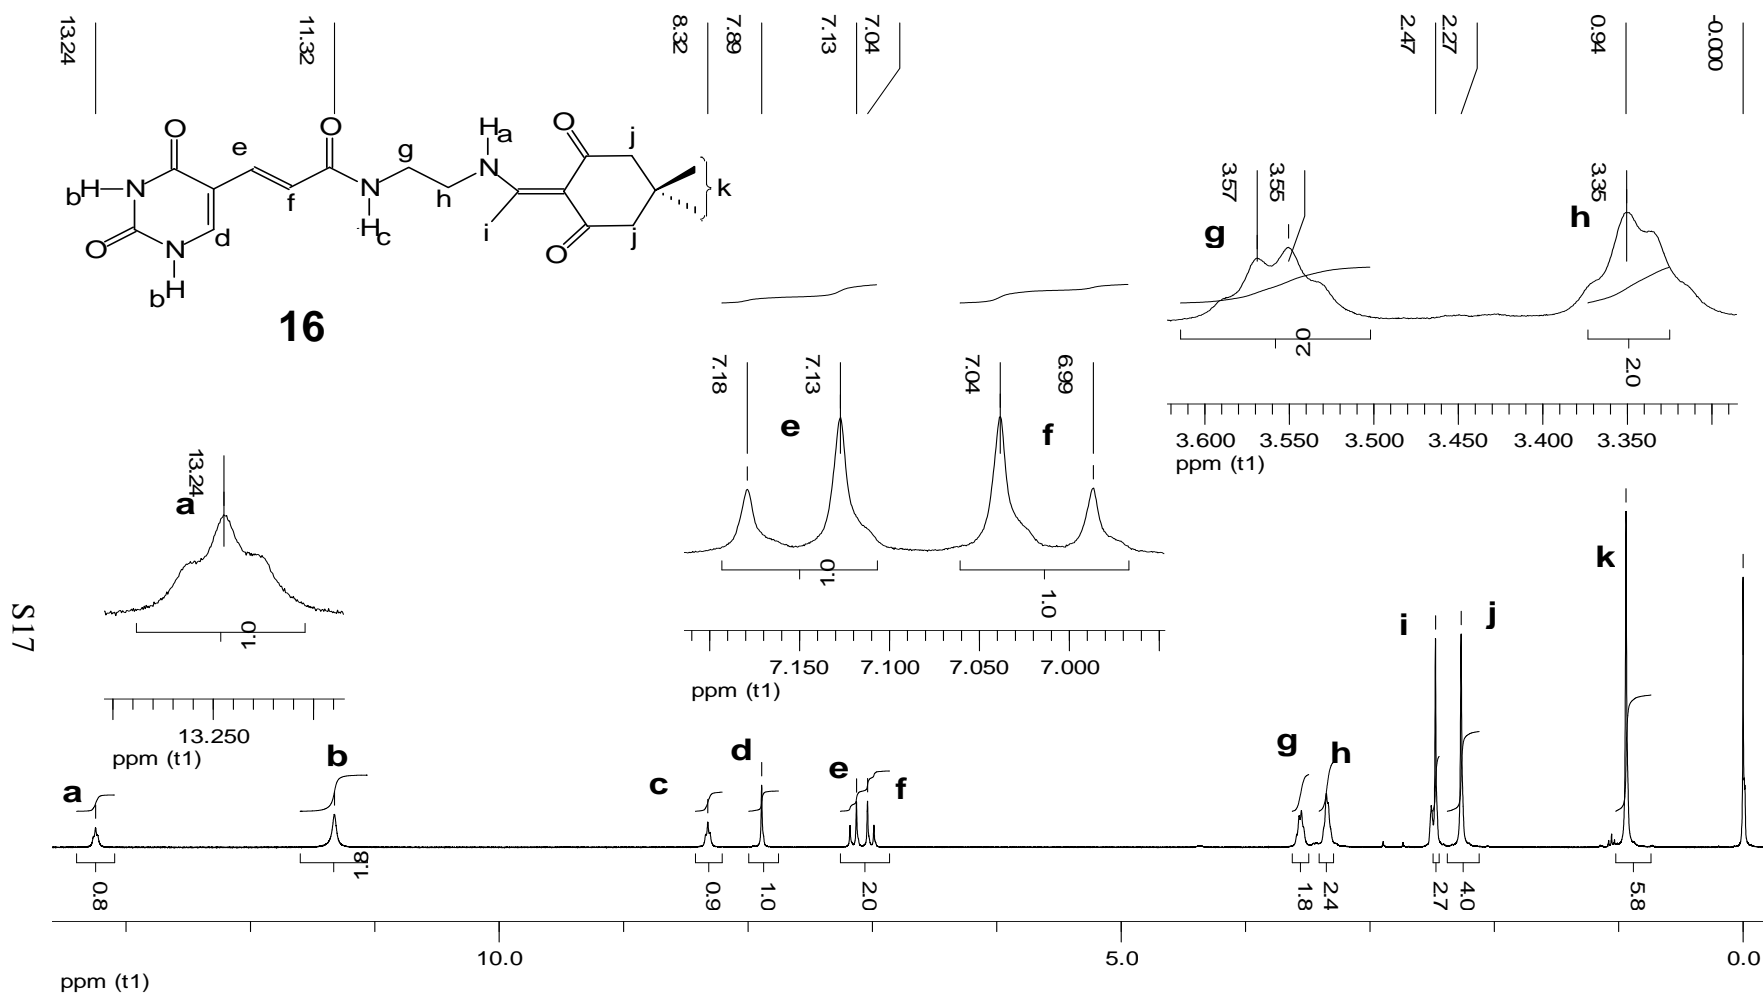 13.24
11.32
8.32
7.89
7.13
7.04
2.47
2.27
0.94
-0.000
O
O
H
a
O
j
e
g
N
b
H
N
f
N
H
c
h
i
k
O
N
d
H
b
O
j
16
3.57
3.55
3.35
g
h
2.0
2.0
3.600 3.550 3.500 3.450 3.400 3.350
ppm (t1)
7.18
7.13
7.04
6.99
e
f
1.0
1.0
7.150 7.100 7.050 7.000
ppm (t1)
13.24
a
1.0
13.250
ppm (t1)
S17
a
b
c
d
e
f
g
h
i
j
k
0.8
1.8
0.9
1.0
2.0
1.8
2.4
2.7
4.0
5.8
10.0 5.0 0.0
ppm (t1)